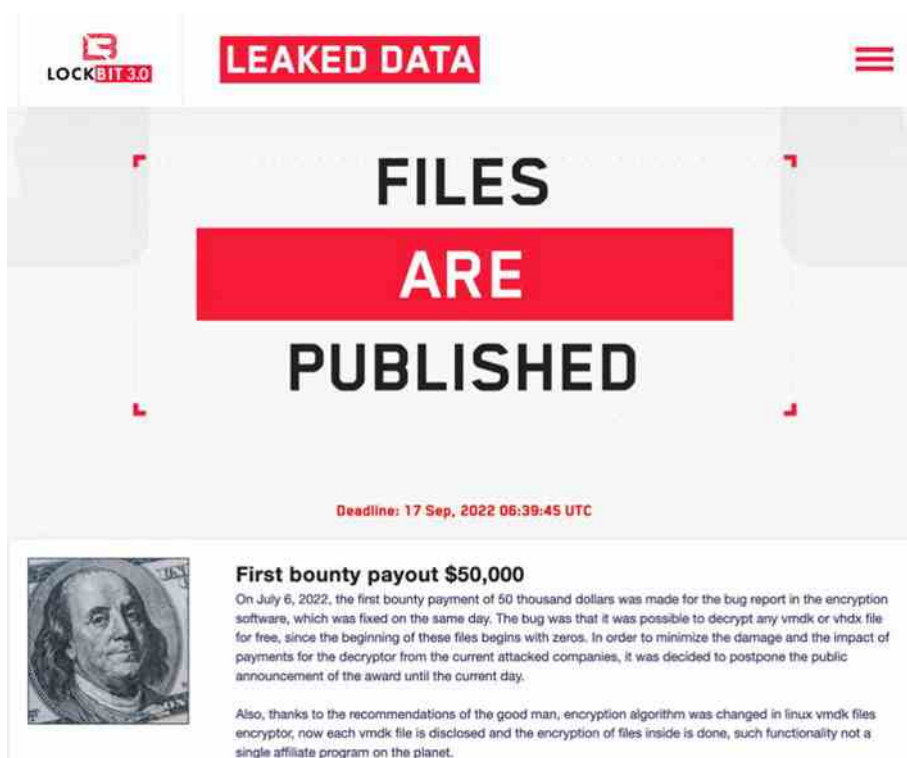 LOCKBIT 3.0
LEAKED DATA
FILES
ARE
PUBLISHED
Deadline: 17 Sep, 2022 06:39:45 UTC
First bounty payout $50,000
On July 6, 2022, the first bounty payment of 50 thousand dollars was made for the bug report in the encryption
software, which was fixed on the same day. The bug was that it was possible to decrypt any vmdk or vhdx file
for free, since the beginning of these files begins with zeros. In order to minimize the damage and the impact of
payments for the decryptor from the current attacked companies, it was decided to postpone the public
announcement of the award until the current day.
Also, thanks to the recommendations of the good man, encryption algorithm was changed in linux vmdk files
encryptor, now each vmdk file is disclosed and the encryption of files inside is done, such functionality not a
single affiliate program on the planet.